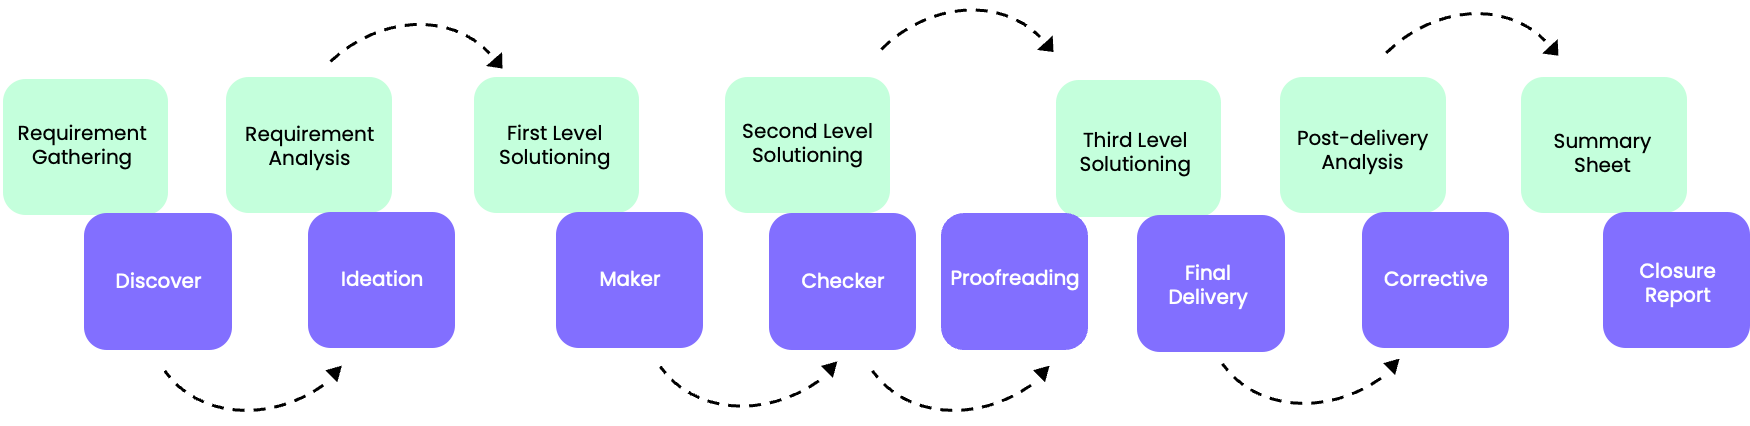 Requirement
Gathering
Requirement
Analysis
First Level
Solutioning
Second Level
Solutioning
Third Level
Solutioning
Post-delivery
Analysis
Summary
Sheet
Discover
Ideation
Maker
Checker
Proofreading
Final
Delivery
Corrective
Closure
Report